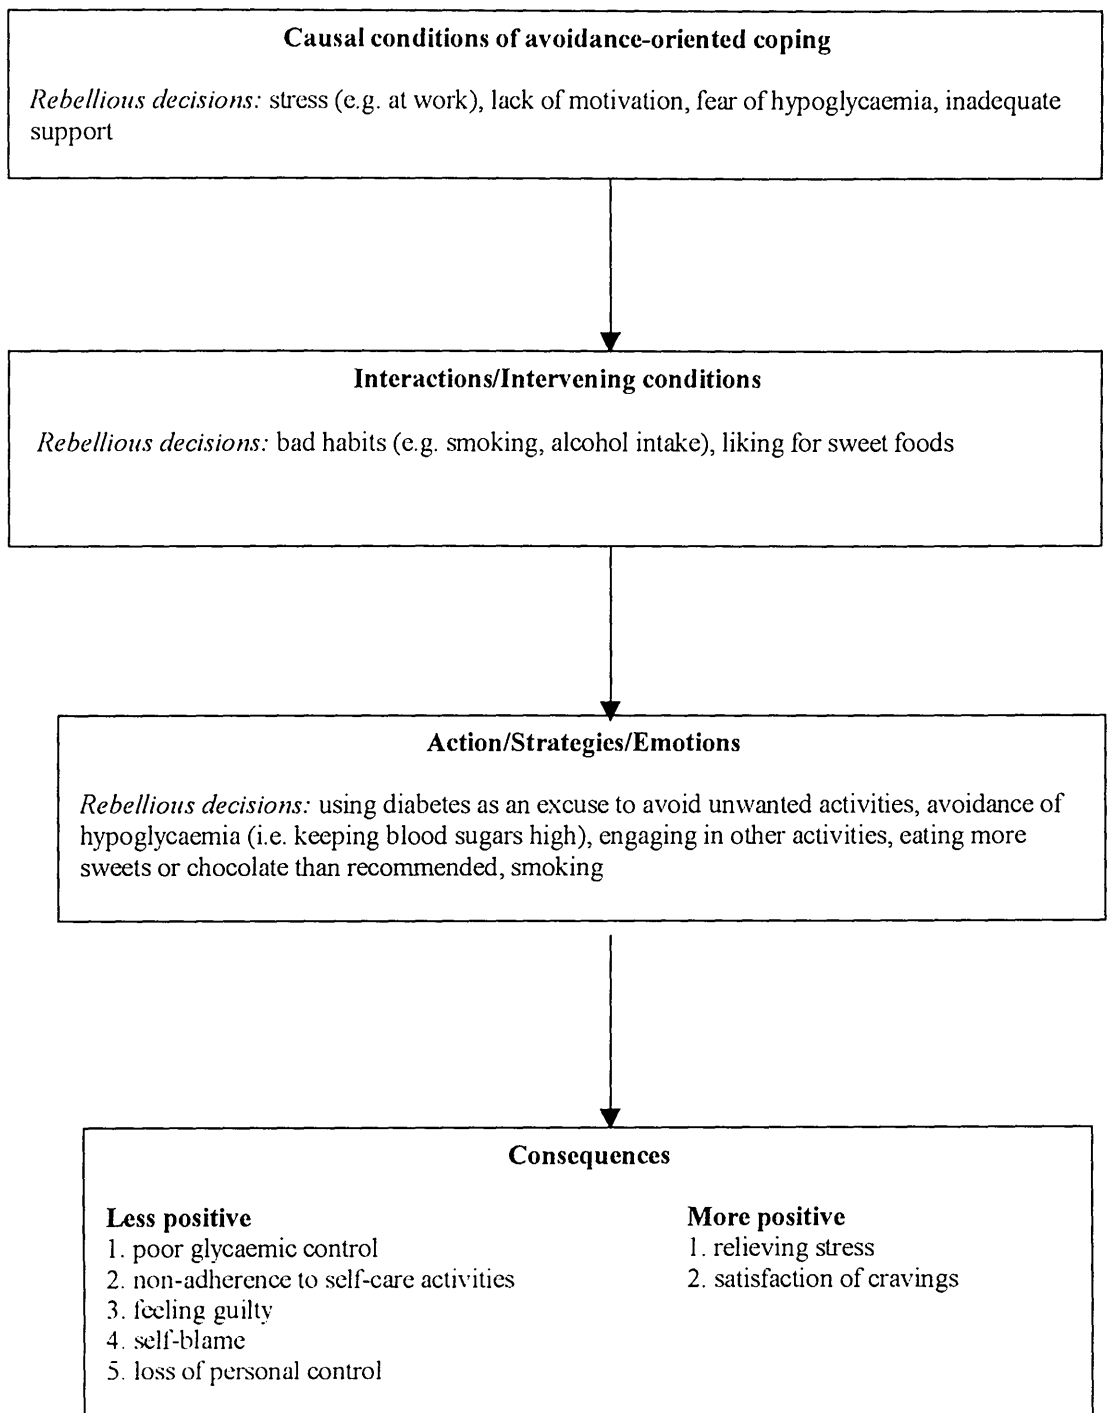 Causal conditions of avoidance-oriented coping
Rebellious decisions: stress (e.g. at work), lack of motivation, fear of hypoglycaemia, inadequate
support
Interactions/Intervening conditions
Rebellious decisions: bad habits (e.g. smoking, alcohol intake), liking for sweet foods
Action/Strategies/Emotions
Rebellious decisions: using diabetes as an excuse to avoid unwanted activities, avoidance of
hypoglycaemia (i.e. keeping blood sugars high), engaging in other activities, eating more
sweets or chocolate than recommended, smoking
Consequences
Less positive
1. poor glycaemic control
2. non-adherence to self-care activities
3. feeling guilty
4. self-blame
5. loss of personal control
More positive
1. relieving stress
2. satisfaction of cravings